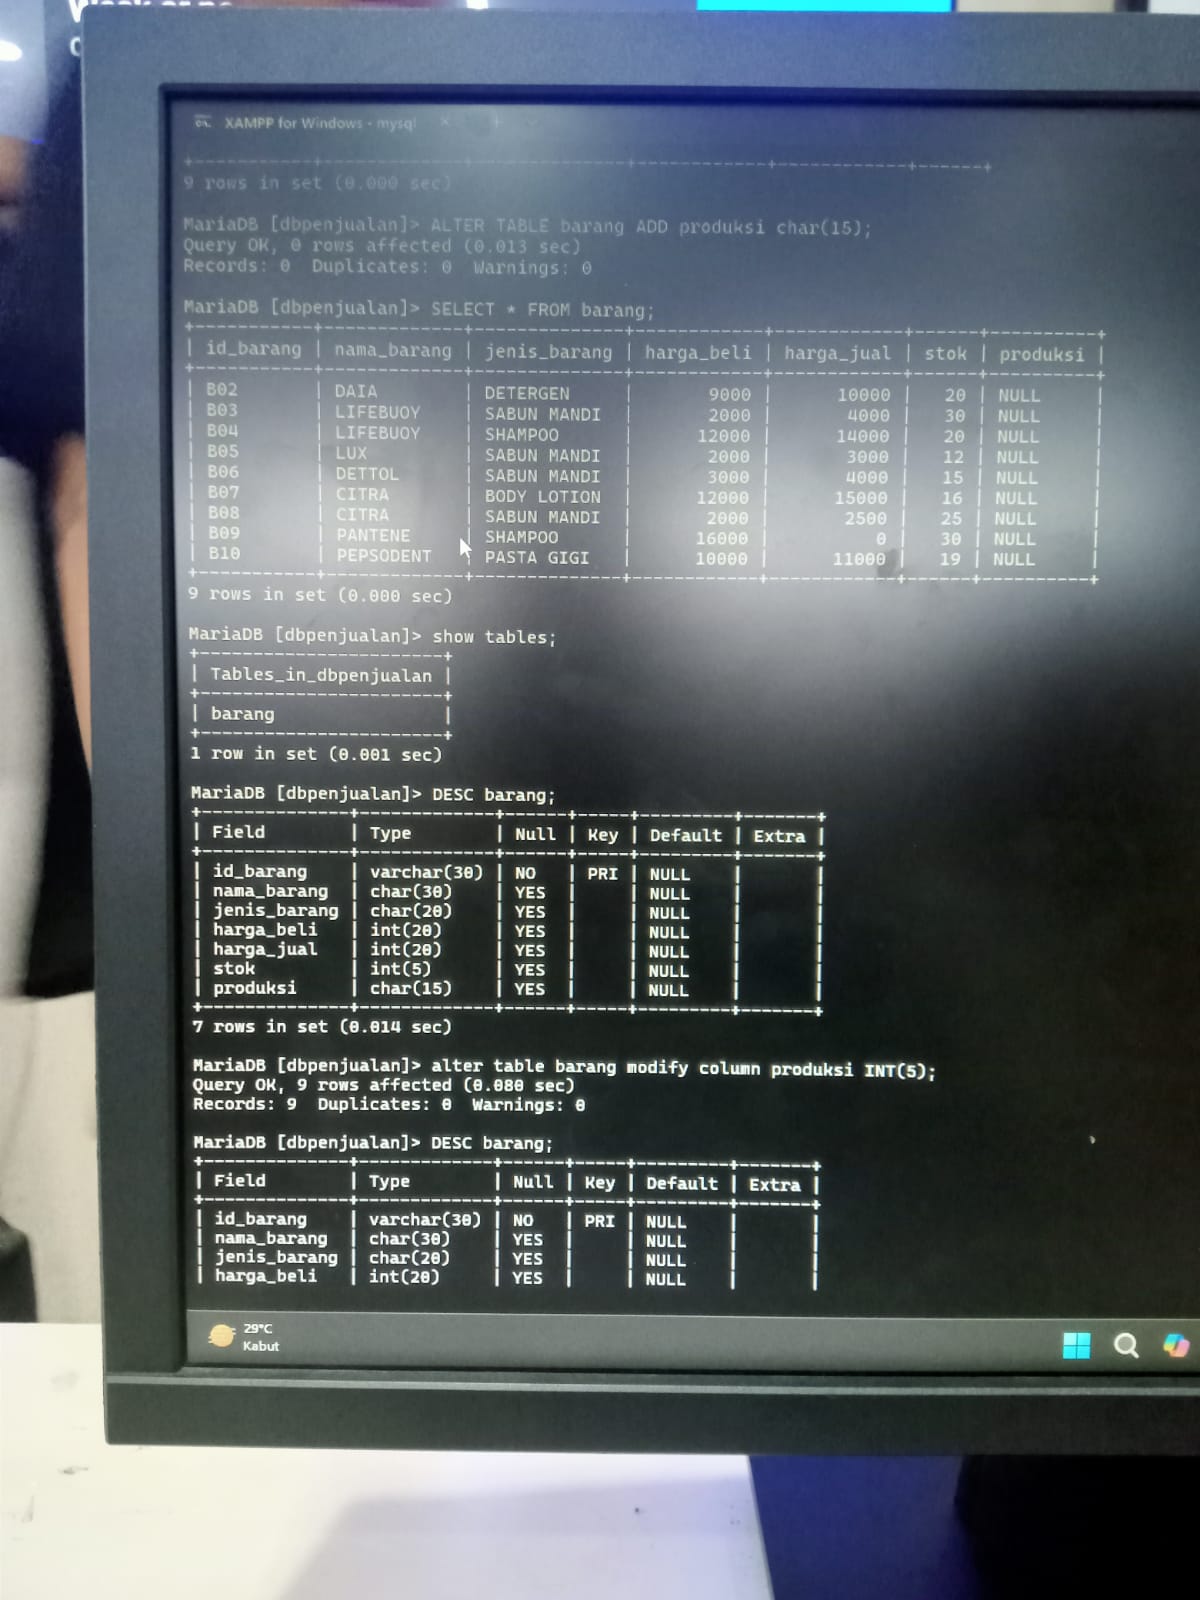 XAMPP for Windows - mysql
+-----------+--------------+---------------+------------+------------+------+
9 rows in set (0.000 sec)
MariaDB [dbpenjualan]> ALTER TABLE barang ADD produksi char(15);
Query OK, 0 rows affected (0.013 sec)
Records: 0  Duplicates: 0  Warnings: 0
MariaDB [dbpenjualan]> SELECT * FROM barang;
+-----------+-------------+--------------+------------+------------+------+----------+
| id_barang | nama_barang | jenis_barang | harga_beli | harga_jual | stok | produksi |
+-----------+-------------+--------------+------------+------------+------+----------+
| B02       | DAIA        | DETERGEN     |       9000 |      10000 |   20 | NULL     |
| B03       | LIFEBUOY    | SABUN MANDI  |       2000 |       4000 |   30 | NULL     |
| B04       | LIFEBUOY    | SHAMPOO      |      12000 |      14000 |   20 | NULL     |
| B05       | LUX         | SABUN MANDI  |       2000 |       3000 |   12 | NULL     |
| B06       | DETTOL      | SABUN MANDI  |       3000 |       4000 |   15 | NULL     |
| B07       | CITRA       | BODY LOTION  |      12000 |      15000 |   16 | NULL     |
| B08       | CITRA       | SABUN MANDI  |       2000 |       2500 |   25 | NULL     |
| B09       | PANTENE     | SHAMPOO      |      16000 |          0 |   30 | NULL     |
| B10       | PEPSODENT   | PASTA GIGI   |      10000 |      11000 |   19 | NULL     |
+-----------+-------------+--------------+------------+------------+------+----------+
9 rows in set (0.000 sec)
MariaDB [dbpenjualan]> show tables;
+-----------------------+
| Tables_in_dbpenjualan |
+-----------------------+
| barang                |
+-----------------------+
1 row in set (0.001 sec)
MariaDB [dbpenjualan]> DESC barang;
+--------------+-------------+------+-----+---------+-------+
| Field        | Type        | Null | Key | Default | Extra |
+--------------+-------------+------+-----+---------+-------+
| id_barang    | varchar(30) | NO   | PRI | NULL    |       |
| nama_barang  | char(30)    | YES  |     | NULL    |       |
| jenis_barang | char(20)    | YES  |     | NULL    |       |
| harga_beli   | int(20)     | YES  |     | NULL    |       |
| harga_jual   | int(20)     | YES  |     | NULL    |       |
| stok         | int(5)      | YES  |     | NULL    |       |
| produksi     | char(15)    | YES  |     | NULL    |       |
+--------------+-------------+------+-----+---------+-------+
7 rows in set (0.014 sec)
MariaDB [dbpenjualan]> alter table barang modify column produksi INT(5);
Query OK, 9 rows affected (0.080 sec)
Records: 9  Duplicates: 0  Warnings: 0
MariaDB [dbpenjualan]> DESC barang;
+--------------+-------------+------+-----+---------+-------+
| Field        | Type        | Null | Key | Default | Extra |
+--------------+-------------+------+-----+---------+-------+
| id_barang    | varchar(30) | NO   | PRI | NULL    |       |
| nama_barang  | char(30)    | YES  |     | NULL    |       |
| jenis_barang | char(20)    | YES  |     | NULL    |       |
| harga_beli   | int(20)     | YES  |     | NULL    |       |
29°C
Kabut